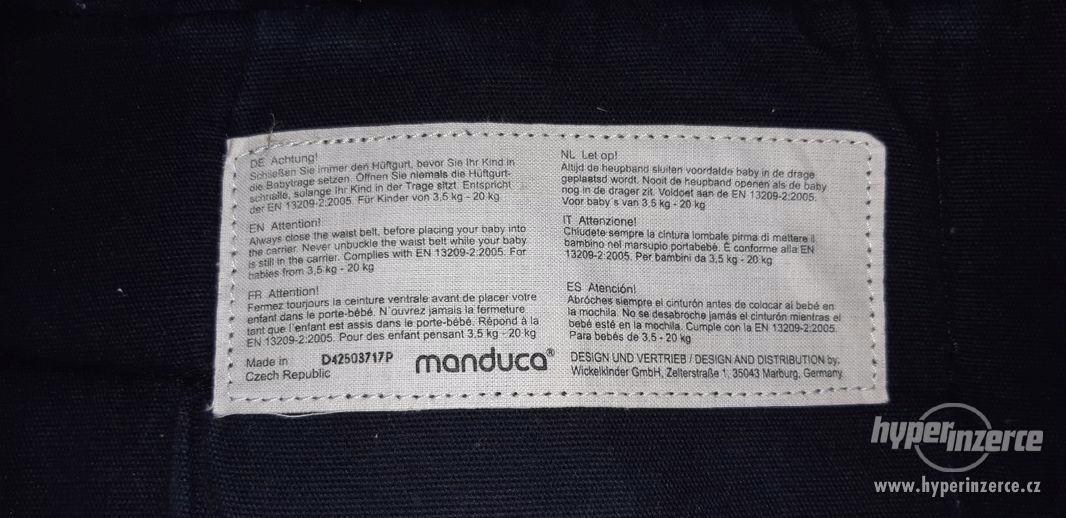 DE Achtung!
Schließen Sie immer den Hüftgurt, bevor Sie Ihr Kind in
die Babytrage setzen. Öffnen Sie niemals die Hüftgurt-
schnalle, solange Ihr Kind in der Trage sitzt. Entspricht
der EN 13209-2:2005. Für Kinder von 3,5 kg - 20 kg
EN Attention!
Always close the waist belt, before placing your baby into
the carrier. Never unbuckle the waist belt while your baby
is still in the carrier. Complies with EN 13209-2:2005. For
babies from 3,5 kg - 20 kg
FR Attention!
Fermez tourjours la ceinture ventrale avant de placer votre
enfant dans le porte-bébé. N'ouvrez jamais la fermeture
tant que l'enfant est assis dans le porte-bébé. Répond à la
EN 13209-2:2005. Pour des enfant pensant 3,5 kg - 20 kg
Made in
Czech Republic
D42503717P
manduca®
NL Let op!
Altijd de heupband sluiten voordatde baby in de drage
geplaatsd wordt. Nooit de heupband openen als de baby
nog in de drager zit. Voldoet aan de EN 13209-2:2005.
Voor baby's van 3,5 kg - 20 kg
IT Attenzione!
Chiudete sempre la cintura lombale pirma di mettere il
bambino nel marsupio portabebé. É conforme alla EN
13209-2:2005. Per bambini da 3,5 kg - 20 kg
ES Atención!
Abróches siempre el cinturón antes de colocar al bebé en
la mochila. No se desabroche jamás el cinturón mientras el
bebé esté en la mochila. Cumple con la EN 13209-2:2005.
Para bebés de 3,5 - 20 kg
DESIGN UND VERTRIEB / DESIGN AND DISTRIBUTION by:
Wickelkinder GmbH, Zeiterstraße 1, 35043 Marburg, Germany
hyperinzerce
www.hyperinzerce.cz